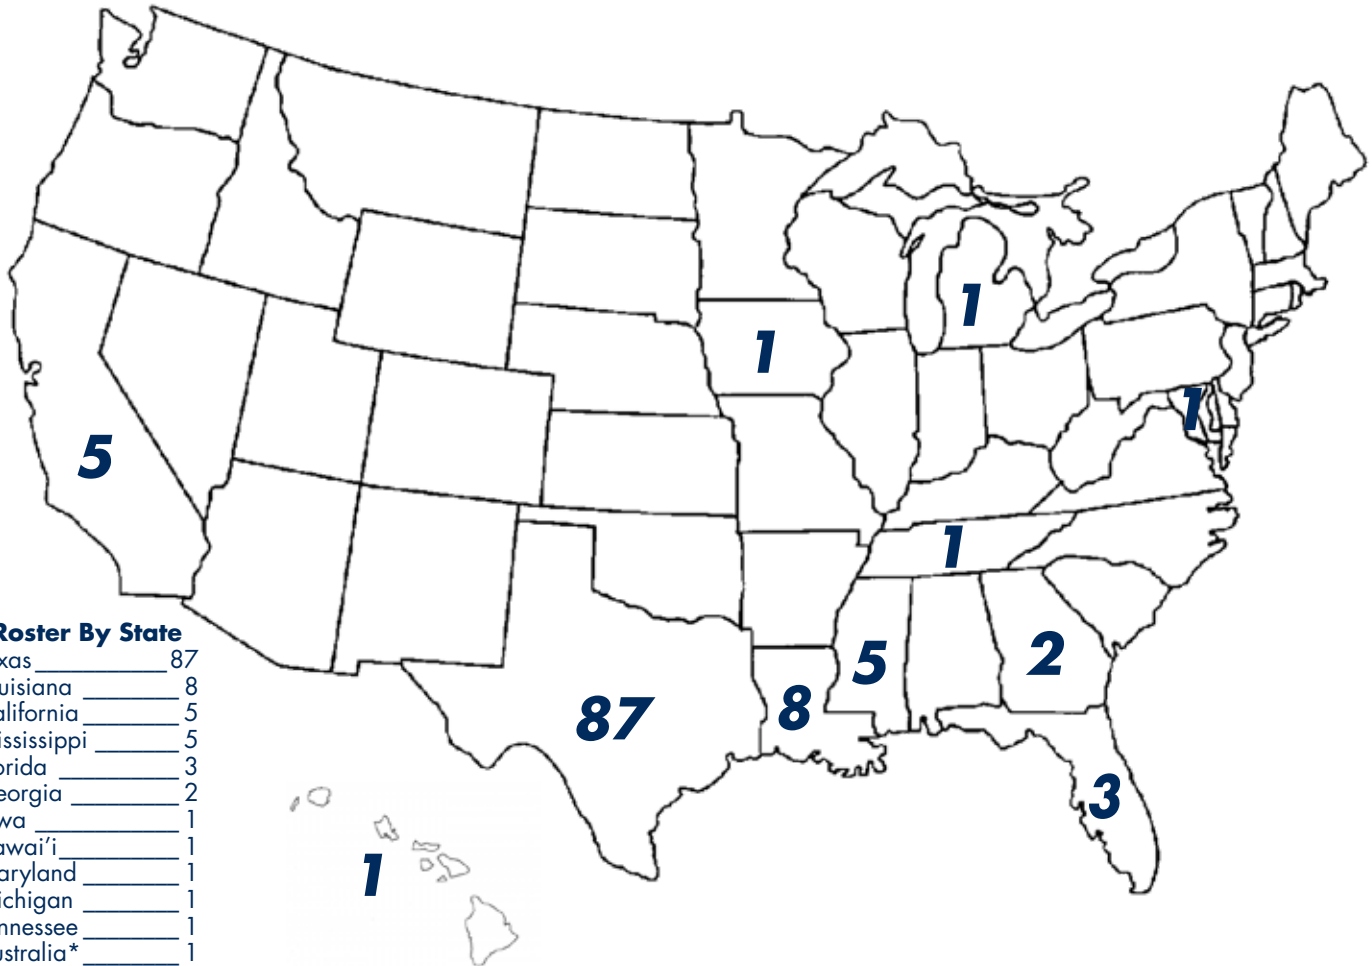 1
1
1
5
1
Roster By State
xas 87
uisiana 8
alifornia 5
ississippi 5
orida 3
eorgia 2
wa 1
awai'i 1
aryland 1
ichigan 1
nnessee 1
ustralia* 1
2
5
8
87
3
1